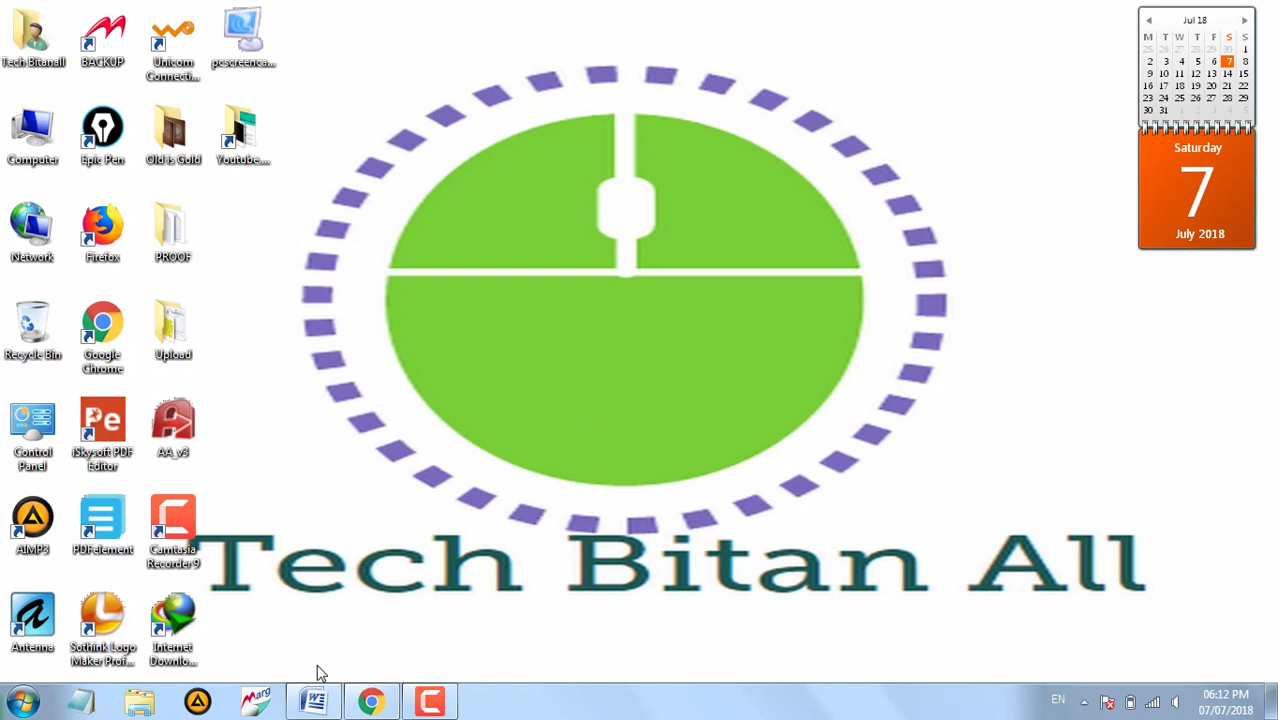 Tech Bitanall
BACKUP
Unicom
Connecti...
pcscreenca...
Computer
Epic Pen
Old is Gold
Youtube....
Network
Firefox
PROOF
Recycle Bin
Google
Chrome
Upload
Control
Panel
iSkysoft PDF
Editor
AA_v3
AIMP3
PDFelement
Camtasia
Recorder 9
Antenna
Sothink Logo
Maker Prof...
Internet
Downlo...
Tech Bitan All
Jul 18
M T W T F S S
25 26 27 28 29 30 1
2 3 4 5 6 7 8
9 10 11 12 13 14 15
16 17 18 19 20 21 22
23 24 25 26 27 28 29
30 31 1 2 3 4 5
Saturday
7
July 2018
Pe
Marg
W
EN
06:12 PM
07/07/2018